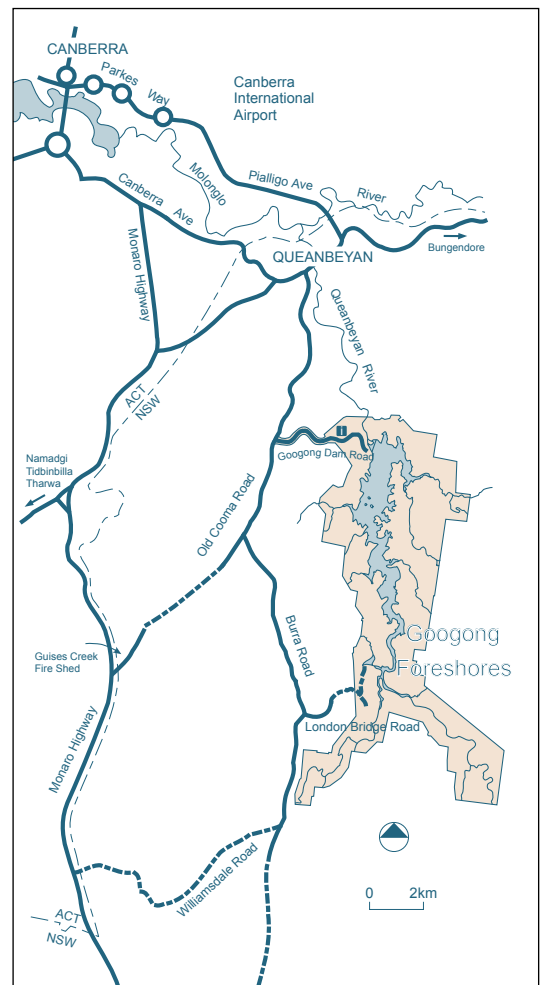 CANBERRA
Parkes Way
Canberra
International
Airport
Molonglo
Pialligo Ave
River
Canberra Ave
Bungendore
QUEANBEYAN
Monaro Highway
Queanbeyan River
ACT
NSW
Googong Dam Road
Namadgi
Tidbinbilla
Tharwa
Old Cooma Road
Burra Road
Googong
Foreshores
Guises Creek
Fire Shed
London Bridge Road
Monaro Highway
0 2km
Williamsdale Road
ACT
NSW